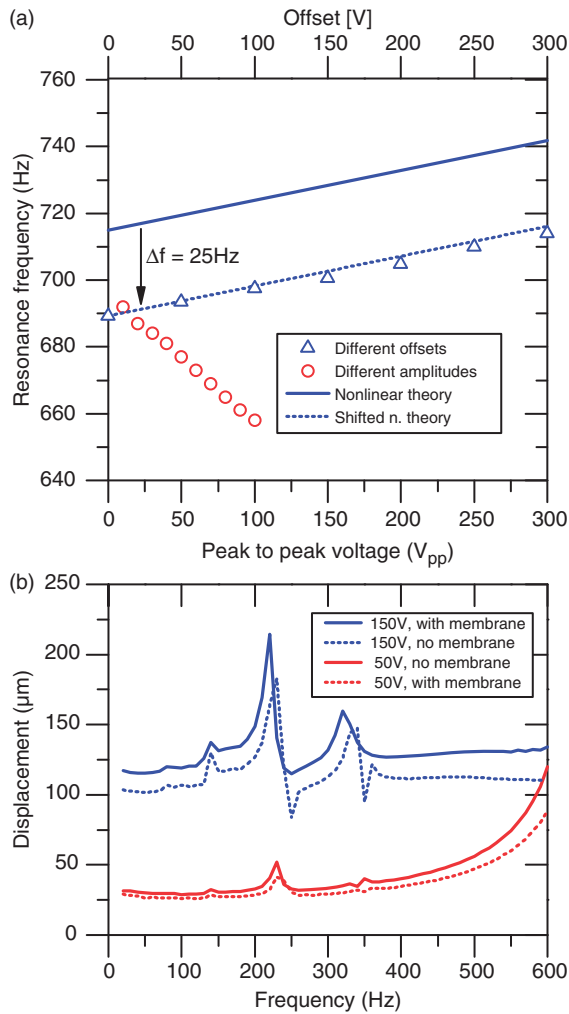 (a)
Offset [V]
0 50 100 150 200 250 300
760
740
720
700
680
660
640
Resonance frequency (Hz)
Δf = 25Hz
Different offsets
Different amplitudes
Nonlinear theory
Shifted n. theory
0 50 100 150 200 250 300
Peak to peak voltage (Vpp)
(b)
250
200
150
100
50
0
Displacement (μm)
150V, with membrane
150V, no membrane
50V, no membrane
50V, with membrane
0 100 200 300 400 500 600
Frequency (Hz)